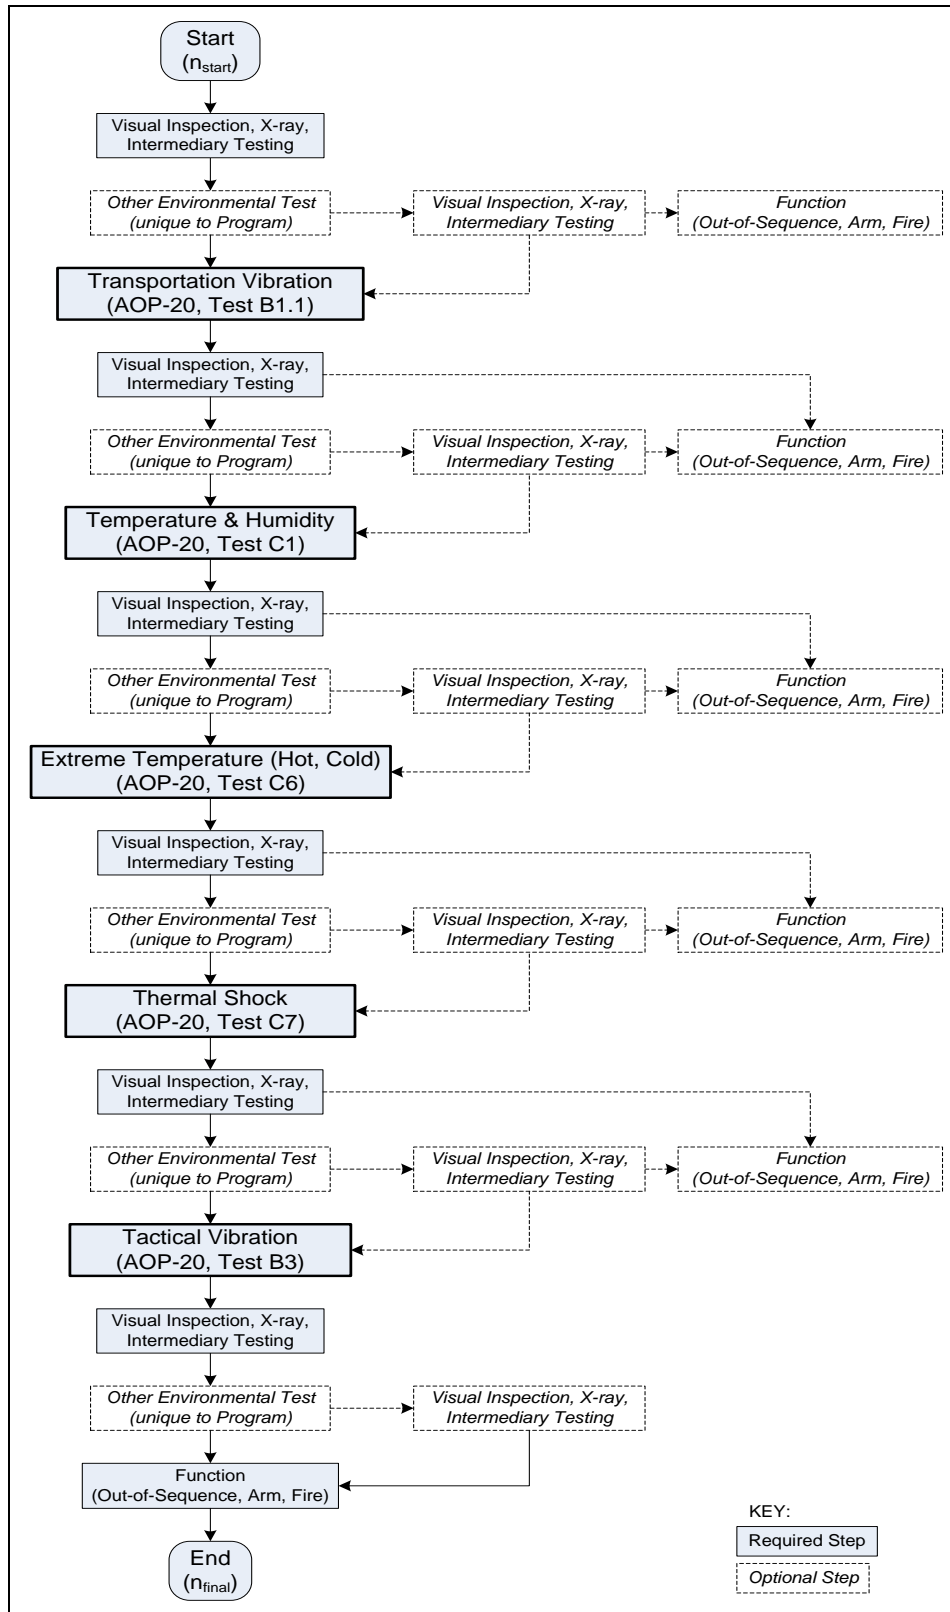 Start
(nstart)
Visual Inspection, X-ray,
Intermediary Testing
Other Environmental Test
(unique to Program)
Visual Inspection, X-ray,
Intermediary Testing
Function
(Out-of-Sequence, Arm, Fire)
Transportation Vibration
(AOP-20, Test B1.1)
Visual Inspection, X-ray,
Intermediary Testing
Other Environmental Test
(unique to Program)
Visual Inspection, X-ray,
Intermediary Testing
Function
(Out-of-Sequence, Arm, Fire)
Temperature & Humidity
(AOP-20, Test C1)
Visual Inspection, X-ray,
Intermediary Testing
Other Environmental Test
(unique to Program)
Visual Inspection, X-ray,
Intermediary Testing
Function
(Out-of-Sequence, Arm, Fire)
Extreme Temperature (Hot, Cold)
(AOP-20, Test C6)
Visual Inspection, X-ray,
Intermediary Testing
Other Environmental Test
(unique to Program)
Visual Inspection, X-ray,
Intermediary Testing
Function
(Out-of-Sequence, Arm, Fire)
Thermal Shock
(AOP-20, Test C7)
Visual Inspection, X-ray,
Intermediary Testing
Other Environmental Test
(unique to Program)
Visual Inspection, X-ray,
Intermediary Testing
Function
(Out-of-Sequence, Arm, Fire)
Tactical Vibration
(AOP-20, Test B3)
Visual Inspection, X-ray,
Intermediary Testing
Other Environmental Test
(unique to Program)
Visual Inspection, X-ray,
Intermediary Testing
Function
(Out-of-Sequence, Arm, Fire)
End
(nfinal)
KEY:
Required Step
Optional Step